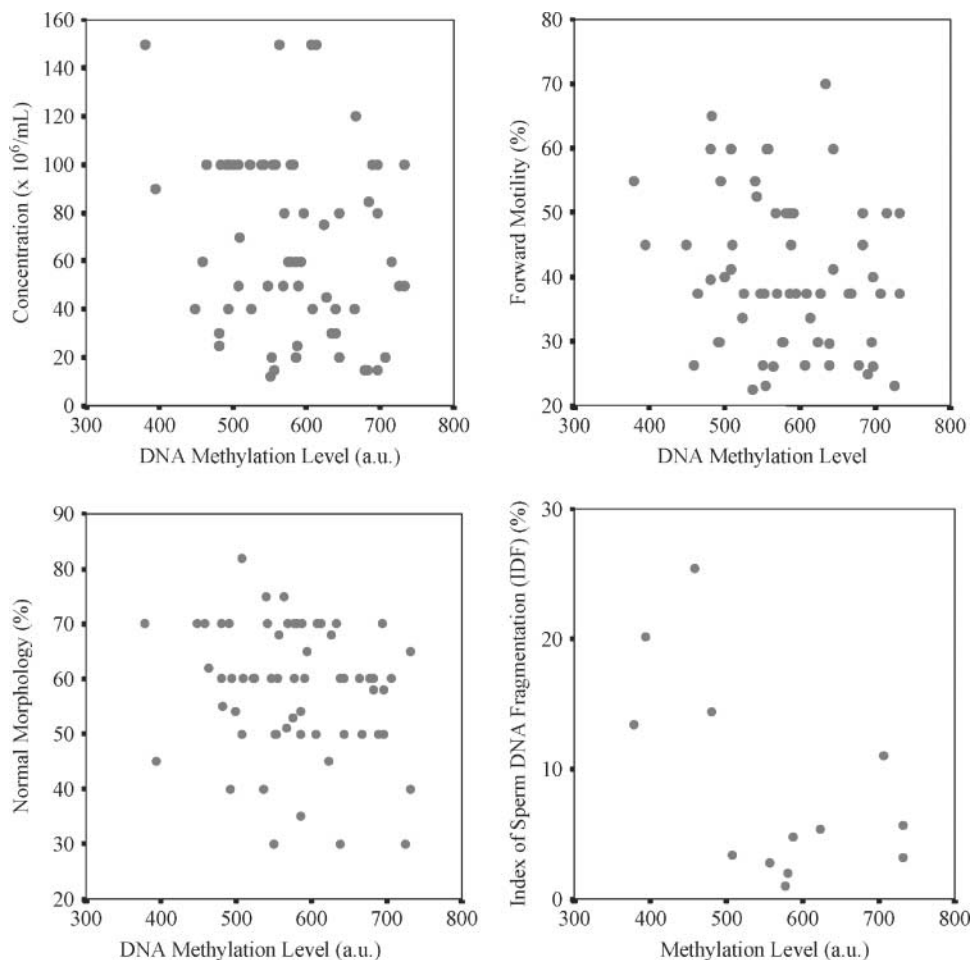 Concentration (x 10⁶/mL)
160
140
120
100
80
60
40
20
0
300 400 500 600 700 800
DNA Methylation Level (a.u.)
Forward Motility (%)
80
70
60
50
40
30
20
300 400 500 600 700 800
DNA Methylation Level
Normal Morphology (%)
90
80
70
60
50
40
30
20
300 400 500 600 700 800
DNA Methylation Level (a.u.)
Index of Sperm DNA Fragmentation (IDF) (%)
30
20
10
0
300 400 500 600 700 800
Methylation Level (a.u.)